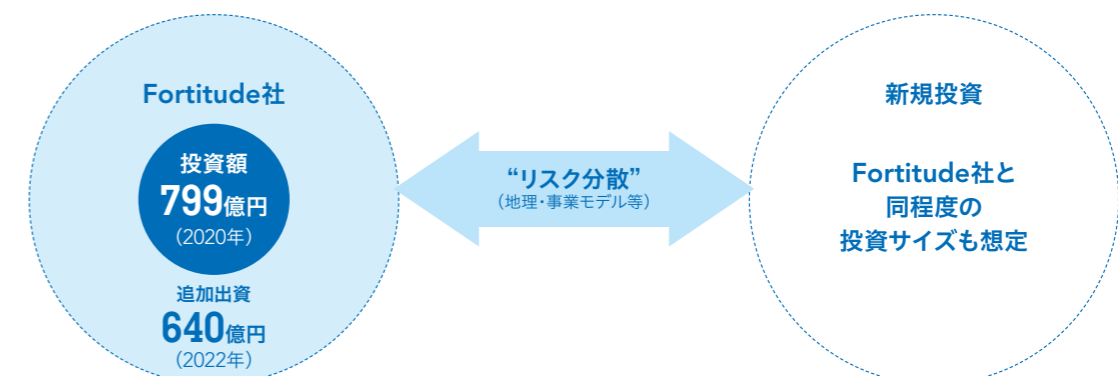 Fortitude社
投資額
799億円
（2020年）
追加出資
640億円
（2022年）
“リスク分散”
（地理・事業モデル等）
新規投資
Fortitude社と
同程度の
投資サイズも想定